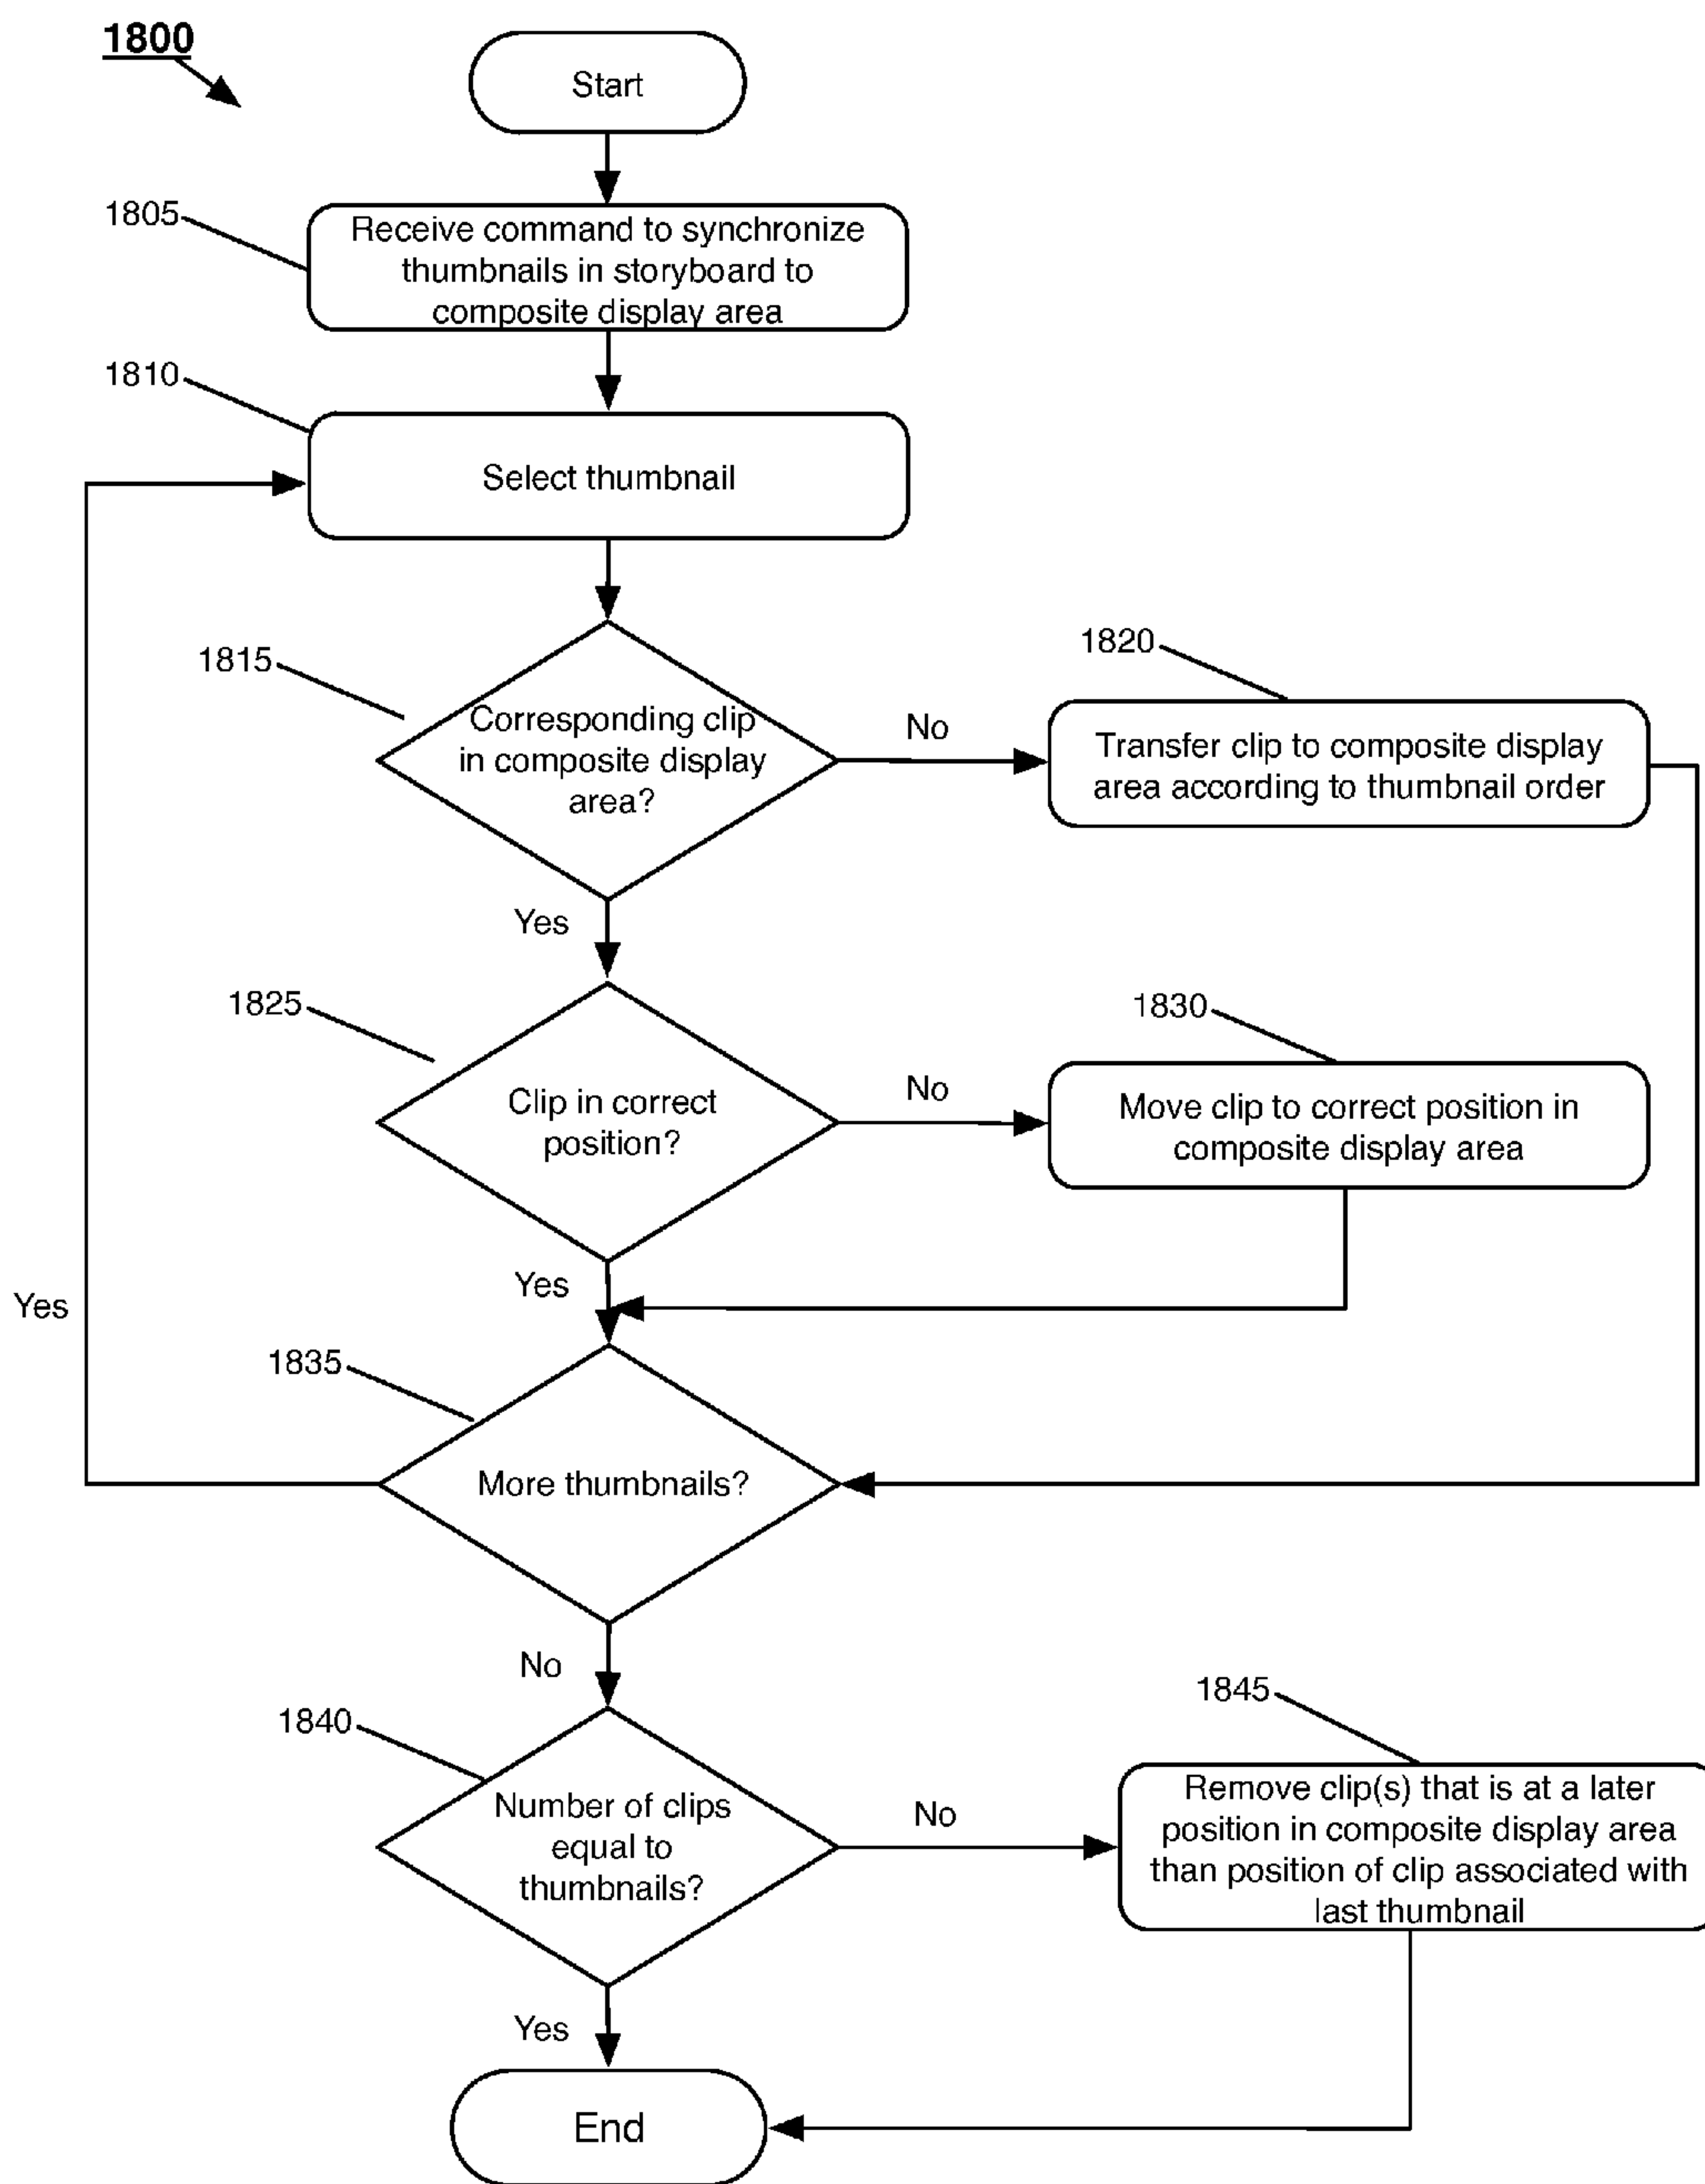 1800
Start
1805
Receive command to synchronize
thumbnails in storyboard to
composite display area
1810
Select thumbnail
1815
Corresponding clip
in composite display
area?
No
1820
Transfer clip to composite display
area according to thumbnail order
Yes
1825
Clip in correct
position?
No
1830
Move clip to correct position in
composite display area
Yes
Yes
1835
More thumbnails?
No
1840
Number of clips
equal to
thumbnails?
No
1845
Remove clip(s) that is at a later
position in composite display area
than position of clip associated with
last thumbnail
Yes
End